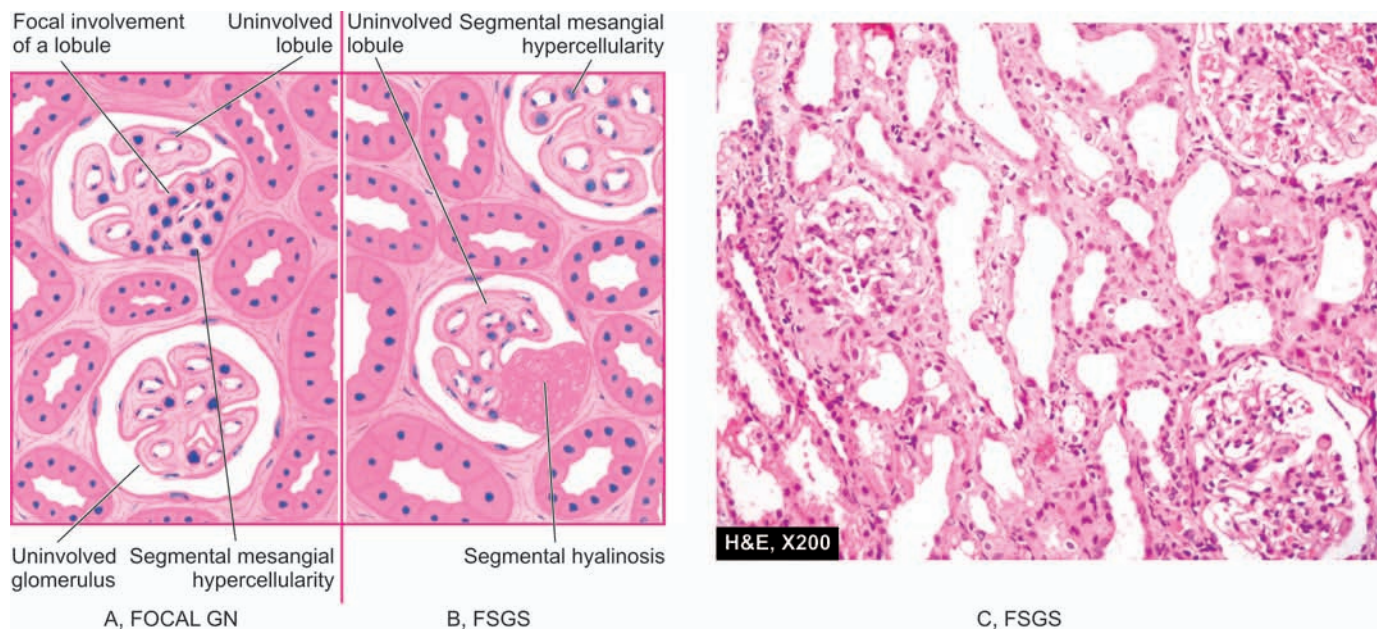 Focal involvement
of a lobule
Uninvolved
lobule
Uninvolved
lobule
Segmental mesangial
hypercellularity
Uninvolved
glomerulus
Segmental mesangial
hypercellularity
Segmental hyalinosis
H&E, X200
A, FOCAL GN
B, FSGS
C, FSGS